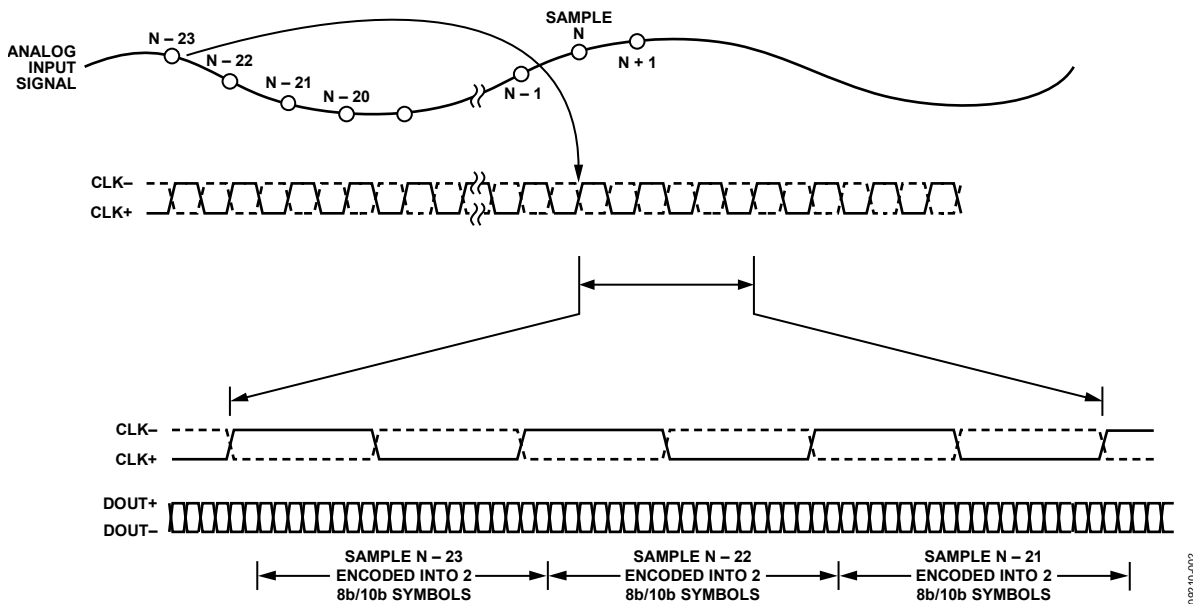 SAMPLE
N
N – 23
ANALOG
INPUT
SIGNAL
N – 22
N + 1
N – 21
N – 1
N – 20
CLK–
CLK+
CLK–
CLK+
DOUT+
DOUT–
SAMPLE N – 23
ENCODED INTO 2
8b/10b SYMBOLS
SAMPLE N – 22
ENCODED INTO 2
8b/10b SYMBOLS
SAMPLE N – 21
ENCODED INTO 2
8b/10b SYMBOLS